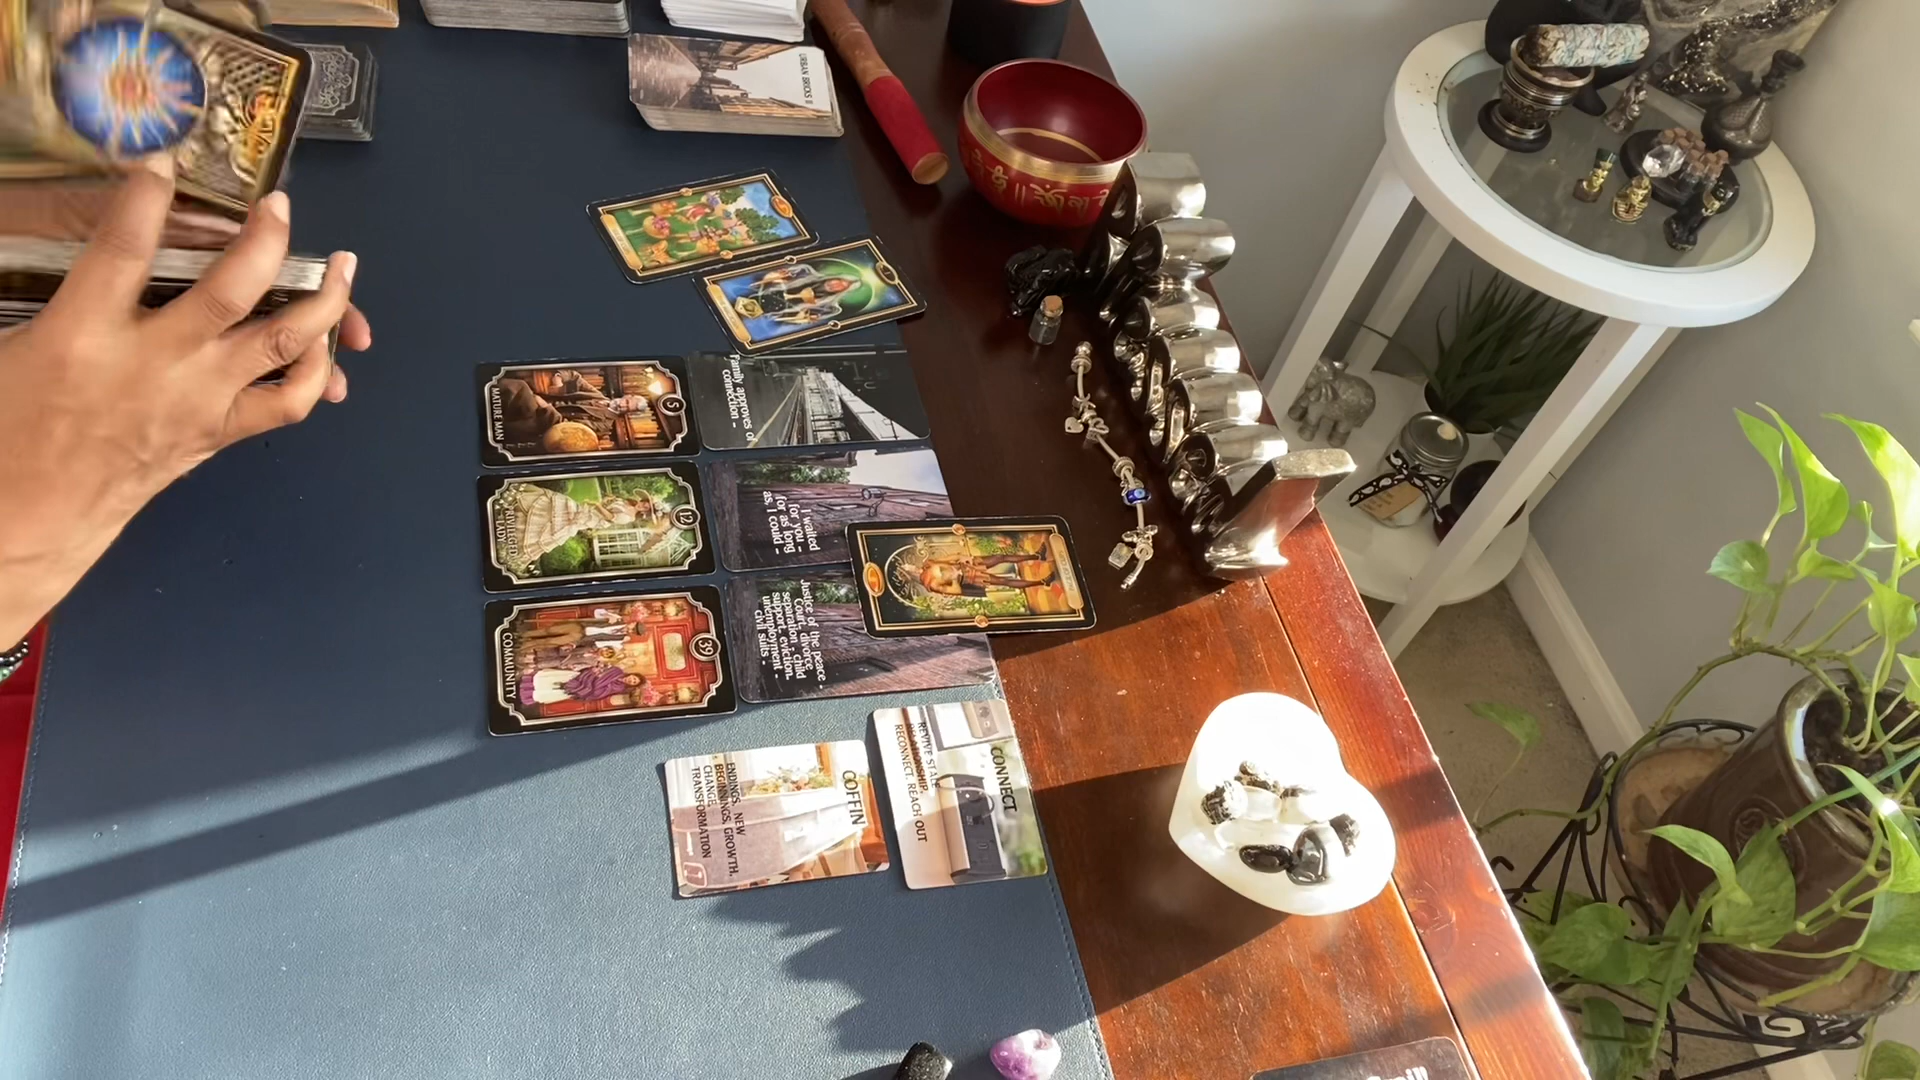 URBAN BRICKS II
MATURE MAN
5
Family approves of
connection -
PRIVILEGED
LADY
12
I waited
for you -
for as long
as, I could -
COMMUNITY
39
Justice of the peace -
Court, divorce,
separation - child
support, eviction,
unemployment -
civil suits -
COFFIN
ENDINGS, NEW
BEGINNINGS, GROWTH,
CHANGE,
TRANSFORMATION
CONNECT
REVIVE STALE
RELATIONSHIP,
RECONNECT, REACH OUT